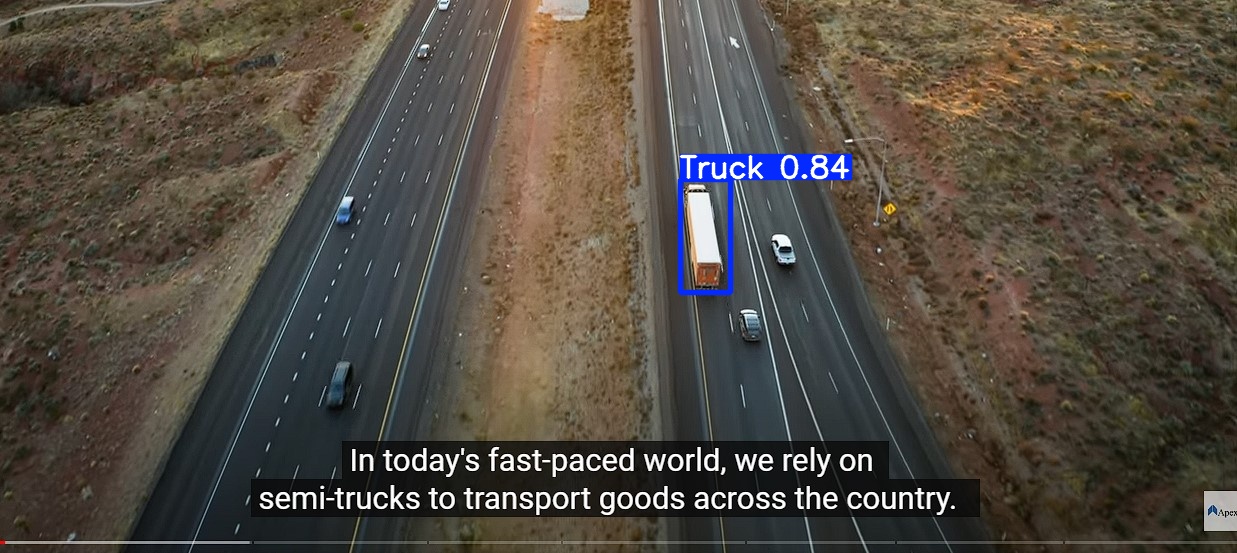 Truck 0.84
In today's fast-paced world, we rely on
semi-trucks to transport goods across the country.
Apex